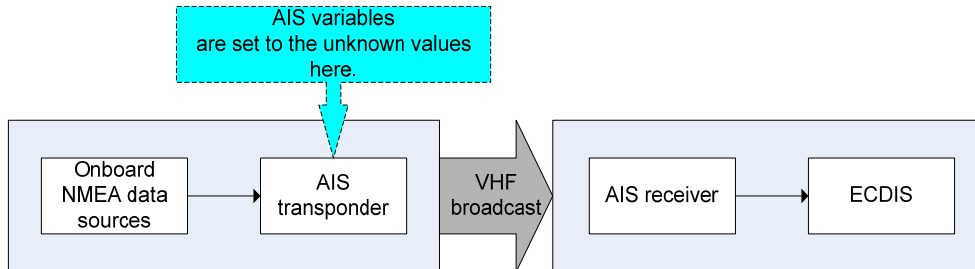 AIS variables
are set to the unknown values
here.
Onboard
NMEA data
sources
AIS
transponder
VHF
broadcast
AIS receiver
ECDIS